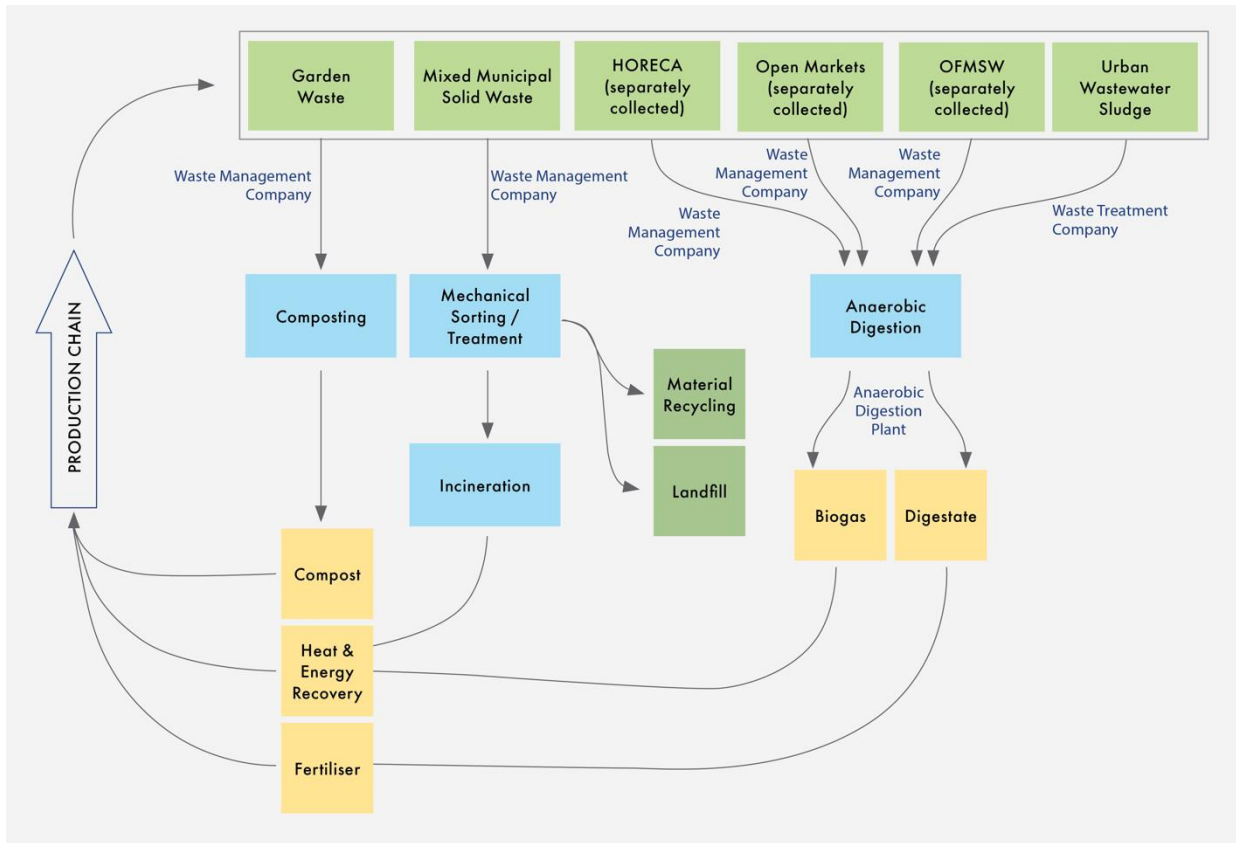 Garden
Waste
Mixed Municipal
Solid Waste
HORECA
(separately
collected)
Open Markets
(separately
collected)
OFMSW
(separately
collected)
Urban
Wastewater
Sludge
Waste Management
Company
Waste Management
Company
Waste
Management
Company
Waste
Management
Company
Waste
Management
Company
Waste Treatment
Company
PRODUCTION CHAIN
Composting
Mechanical
Sorting /
Treatment
Anaerobic
Digestion
Material
Recycling
Anaerobic
Digestion
Plant
Incineration
Landfill
Biogas
Digestate
Compost
Heat &
Energy
Recovery
Fertiliser